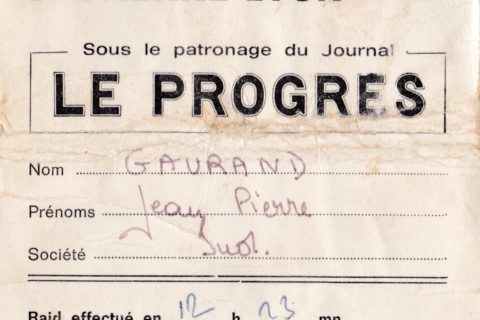 Sous le patronage du Journal
LE PROGRES
Nom GAURAND
Prénoms Jean Pierre
Société
Raid effectué en 12 h 23 mn